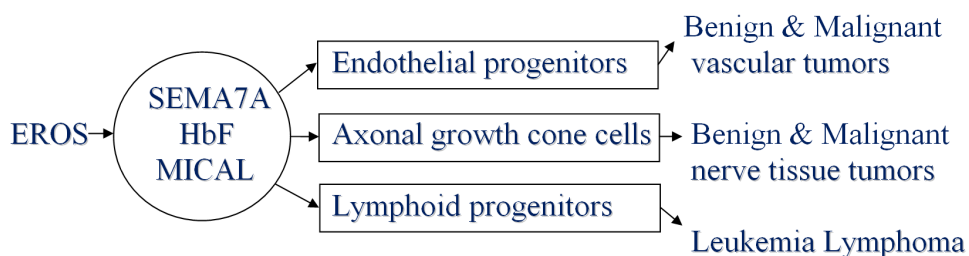 EROS
SEMA7A
HbF
MICAL
Endothelial progenitors
Axonal growth cone cells
Lymphoid progenitors
Benign & Malignant
vascular tumors
Benign & Malignant
nerve tissue tumors
Leukemia Lymphoma